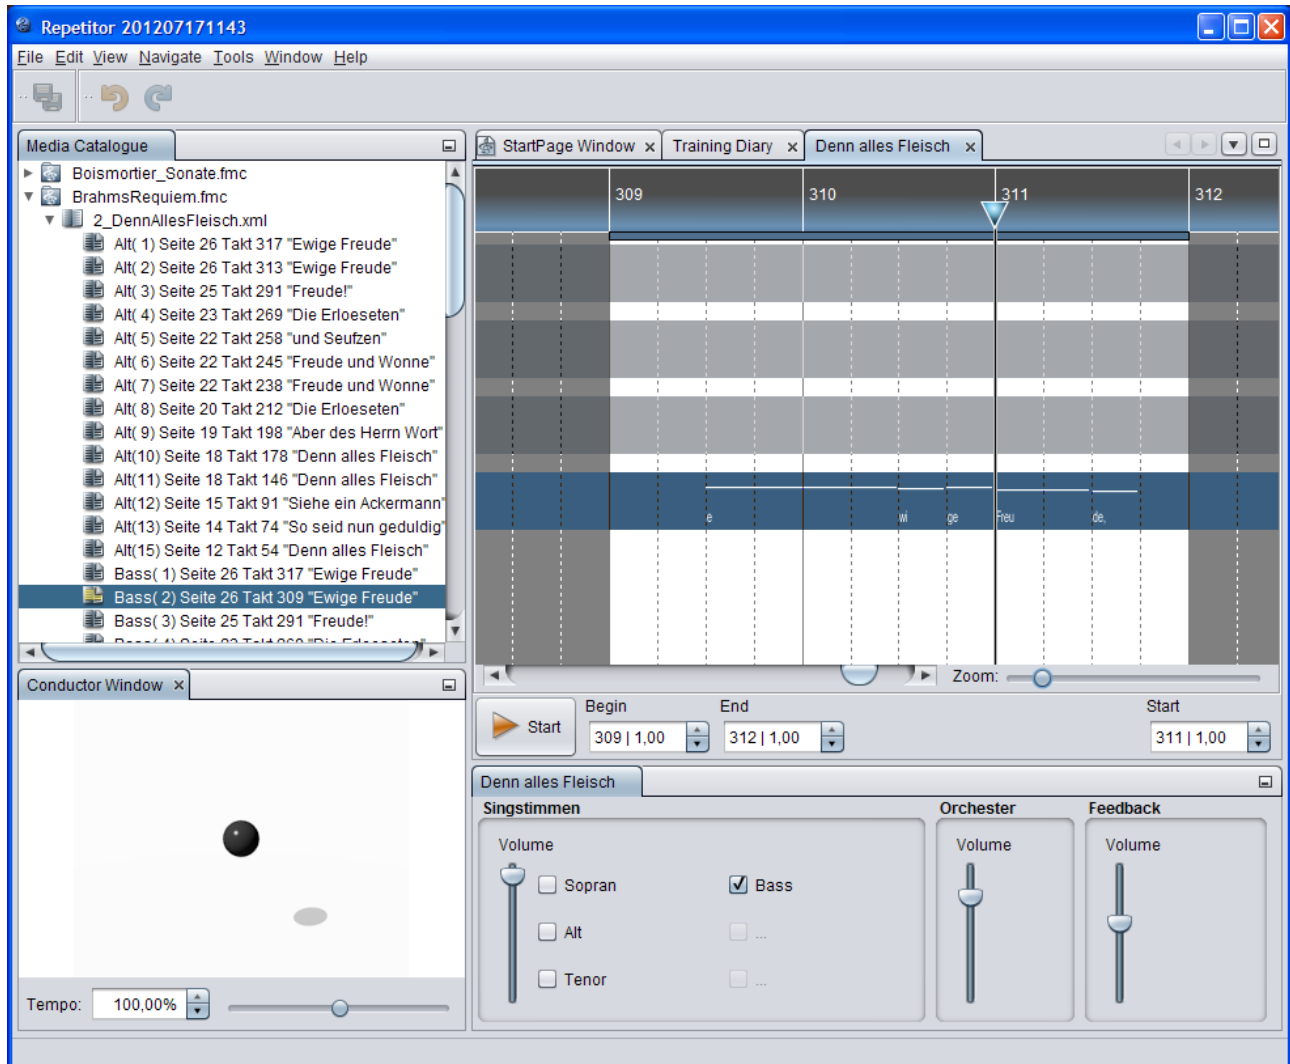 Repetitor 201207171143
File Edit View Navigate Tools Window Help
Media Catalogue
Boismortier_Sonate.fmc
BrahmsRequiem.fmc
2_DennAllesFleisch.xml
Alt( 1) Seite 26 Takt 317 "Ewige Freude"
Alt( 2) Seite 26 Takt 313 "Ewige Freude"
Alt( 3) Seite 25 Takt 291 "Freude!"
Alt( 4) Seite 23 Takt 269 "Die Erloeseten"
Alt( 5) Seite 22 Takt 258 "und Seufzen"
Alt( 6) Seite 22 Takt 245 "Freude und Wonne"
Alt( 7) Seite 22 Takt 238 "Freude und Wonne"
Alt( 8) Seite 20 Takt 212 "Die Erloeseten"
Alt( 9) Seite 19 Takt 198 "Aber des Herrn Wort"
Alt(10) Seite 18 Takt 178 "Denn alles Fleisch"
Alt(11) Seite 18 Takt 146 "Denn alles Fleisch"
Alt(12) Seite 15 Takt 91 "Siehe ein Ackermann"
Alt(13) Seite 14 Takt 74 "So seid nun geduldig"
Alt(15) Seite 12 Takt 54 "Denn alles Fleisch"
Bass( 1) Seite 26 Takt 317 "Ewige Freude"
Bass( 2) Seite 26 Takt 309 "Ewige Freude"
Bass( 3) Seite 25 Takt 291 "Freude!"
StartPage Window
Training Diary
Denn alles Fleisch
309 310 311 312
e wi ge Freu de,
Zoom:
Start
Begin
309 | 1,00
End
312 | 1,00
Start
311 | 1,00
Conductor Window
Tempo: 100,00%
Denn alles Fleisch
Singstimmen
Volume
Sopran
Bass
Alt
...
Tenor
...
Orchester
Volume
Feedback
Volume